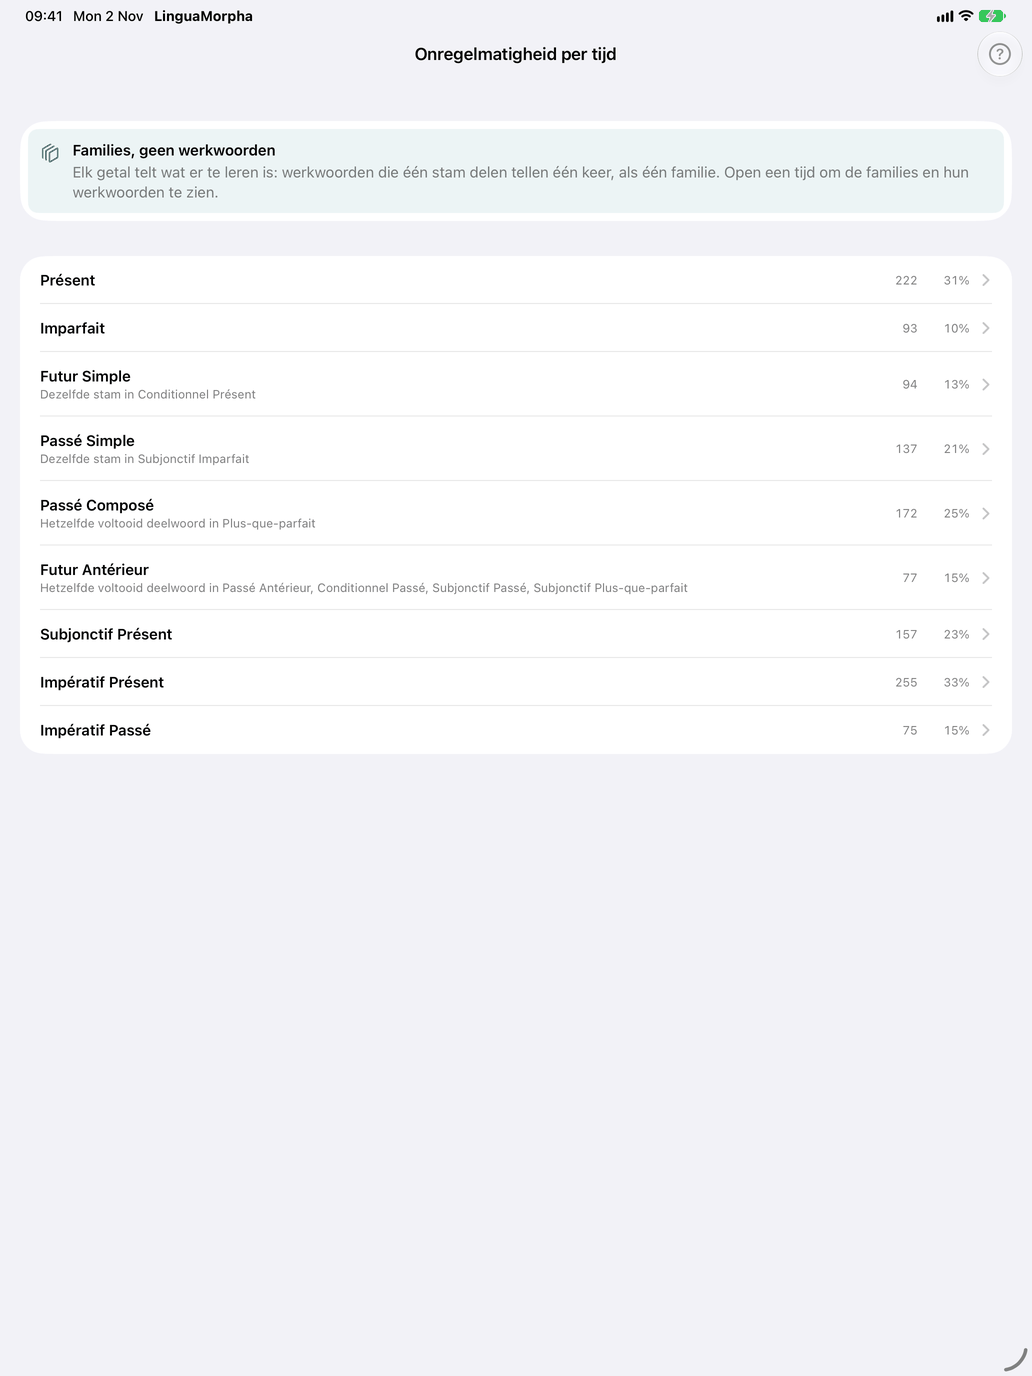 09:41 Mon 2 Nov LinguaMorpha
Onregelmatigheid per tijd
Families, geen werkwoorden
Elk getal telt wat er te leren is: werkwoorden die één stam delen tellen één keer, als één familie. Open een tijd om de families en hun
werkwoorden te zien.
Présent 222 31%
Imparfait 93 10%
Futur Simple 94 13%
Dezelfde stam in Conditionnel Présent
Passé Simple 137 21%
Dezelfde stam in Subjonctif Imparfait
Passé Composé 172 25%
Hetzelfde voltooid deelwoord in Plus-que-parfait
Futur Antérieur 77 15%
Hetzelfde voltooid deelwoord in Passé Antérieur, Conditionnel Passé, Subjonctif Passé, Subjonctif Plus-que-parfait
Subjonctif Présent 157 23%
Impératif Présent 255 33%
Impératif Passé 75 15%